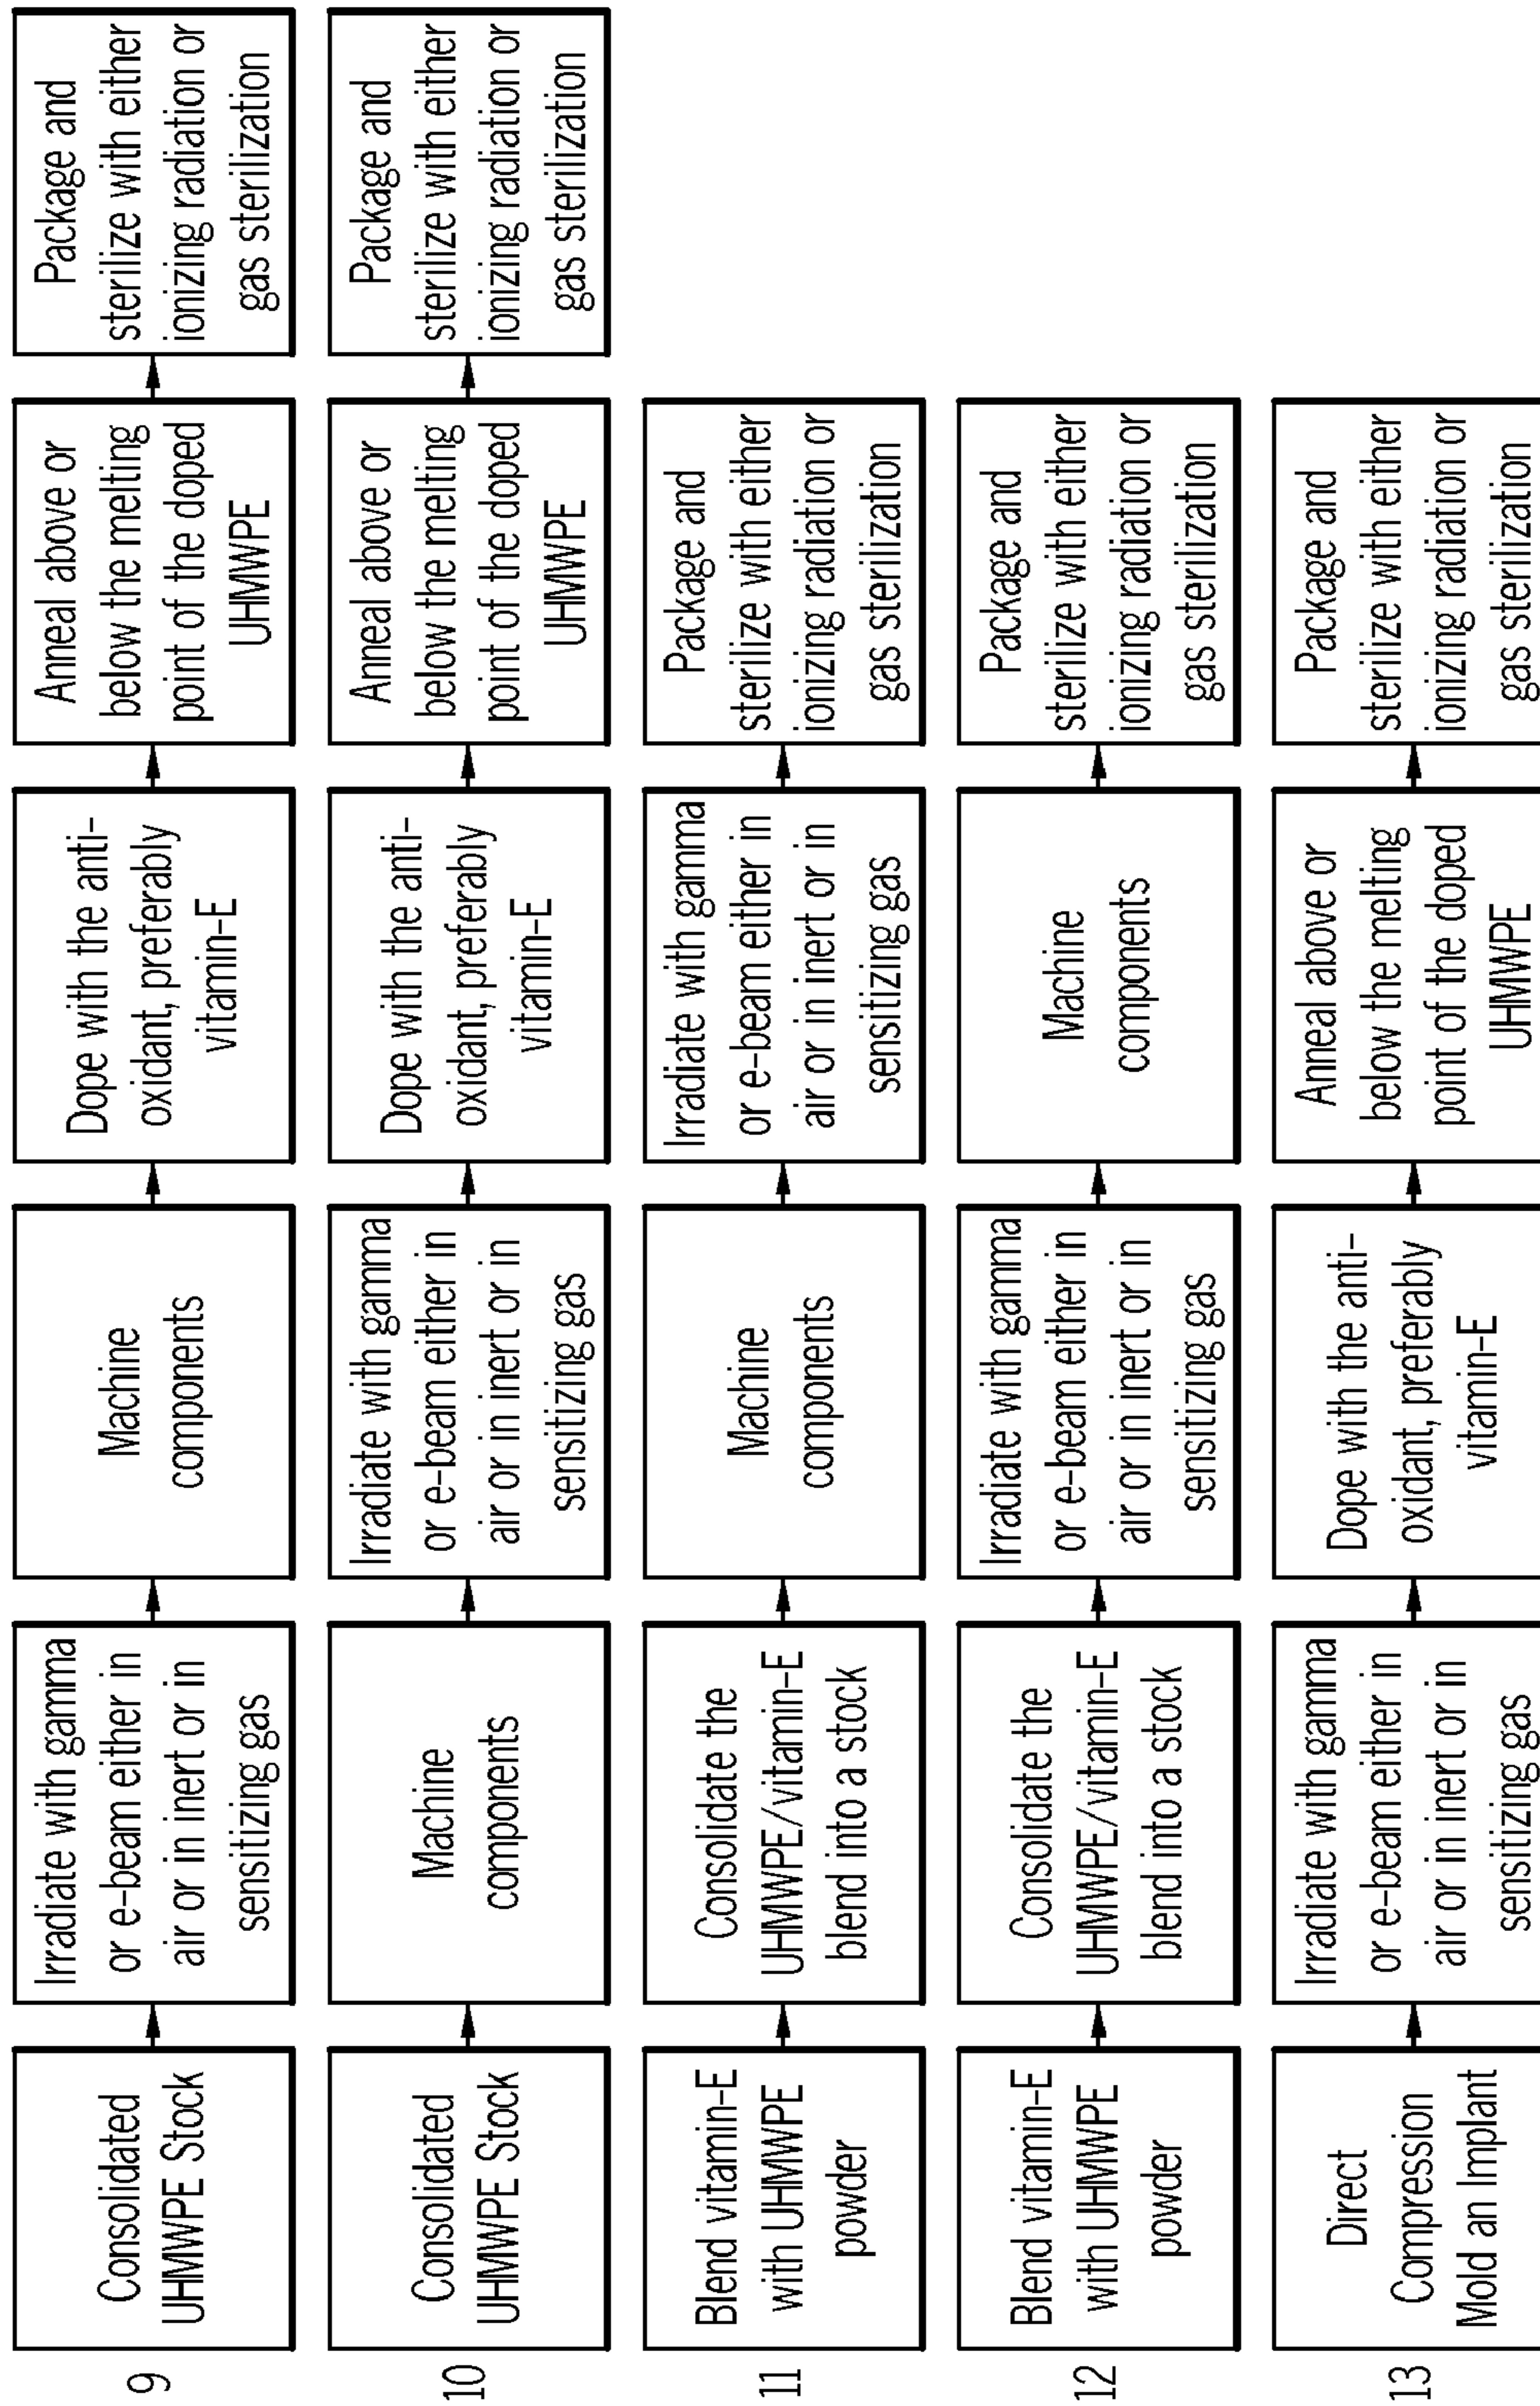 9
Consolidated
UHMWPE Stock
Irradiate with gamma
or e-beam either in
air or in inert or in
sensitizing gas
Machine
components
Dope with the anti-
oxidant, preferably
vitamin-E
Anneal above or
below the melting
point of the doped
UHMWPE
Package and
sterilize with either
ionizing radiation or
gas sterilization
10
Consolidated
UHMWPE Stock
Machine
components
Irradiate with gamma
or e-beam either in
air or in inert or in
sensitizing gas
Dope with the anti-
oxidant, preferably
vitamin-E
Anneal above or
below the melting
point of the doped
UHMWPE
Package and
sterilize with either
ionizing radiation or
gas sterilization
11
Blend vitamin-E
with UHMWPE
powder
Consolidate the
UHMWPE/vitamin-E
blend into a stock
Machine
components
Irradiate with gamma
or e-beam either in
air or in inert or in
sensitizing gas
Package and
sterilize with either
ionizing radiation or
gas sterilization
12
Blend vitamin-E
with UHMWPE
powder
Consolidate the
UHMWPE/vitamin-E
blend into a stock
Irradiate with gamma
or e-beam either in
air or in inert or in
sensitizing gas
Machine
components
Package and
sterilize with either
ionizing radiation or
gas sterilization
13
Direct
Compression
Mold an Implant
Irradiate with gamma
or e-beam either in
air or in inert or in
sensitizing gas
Dope with the anti-
oxidant, preferably
vitamin-E
Anneal above or
below the melting
point of the doped
UHMWPE
Package and
sterilize with either
ionizing radiation or
gas sterilization